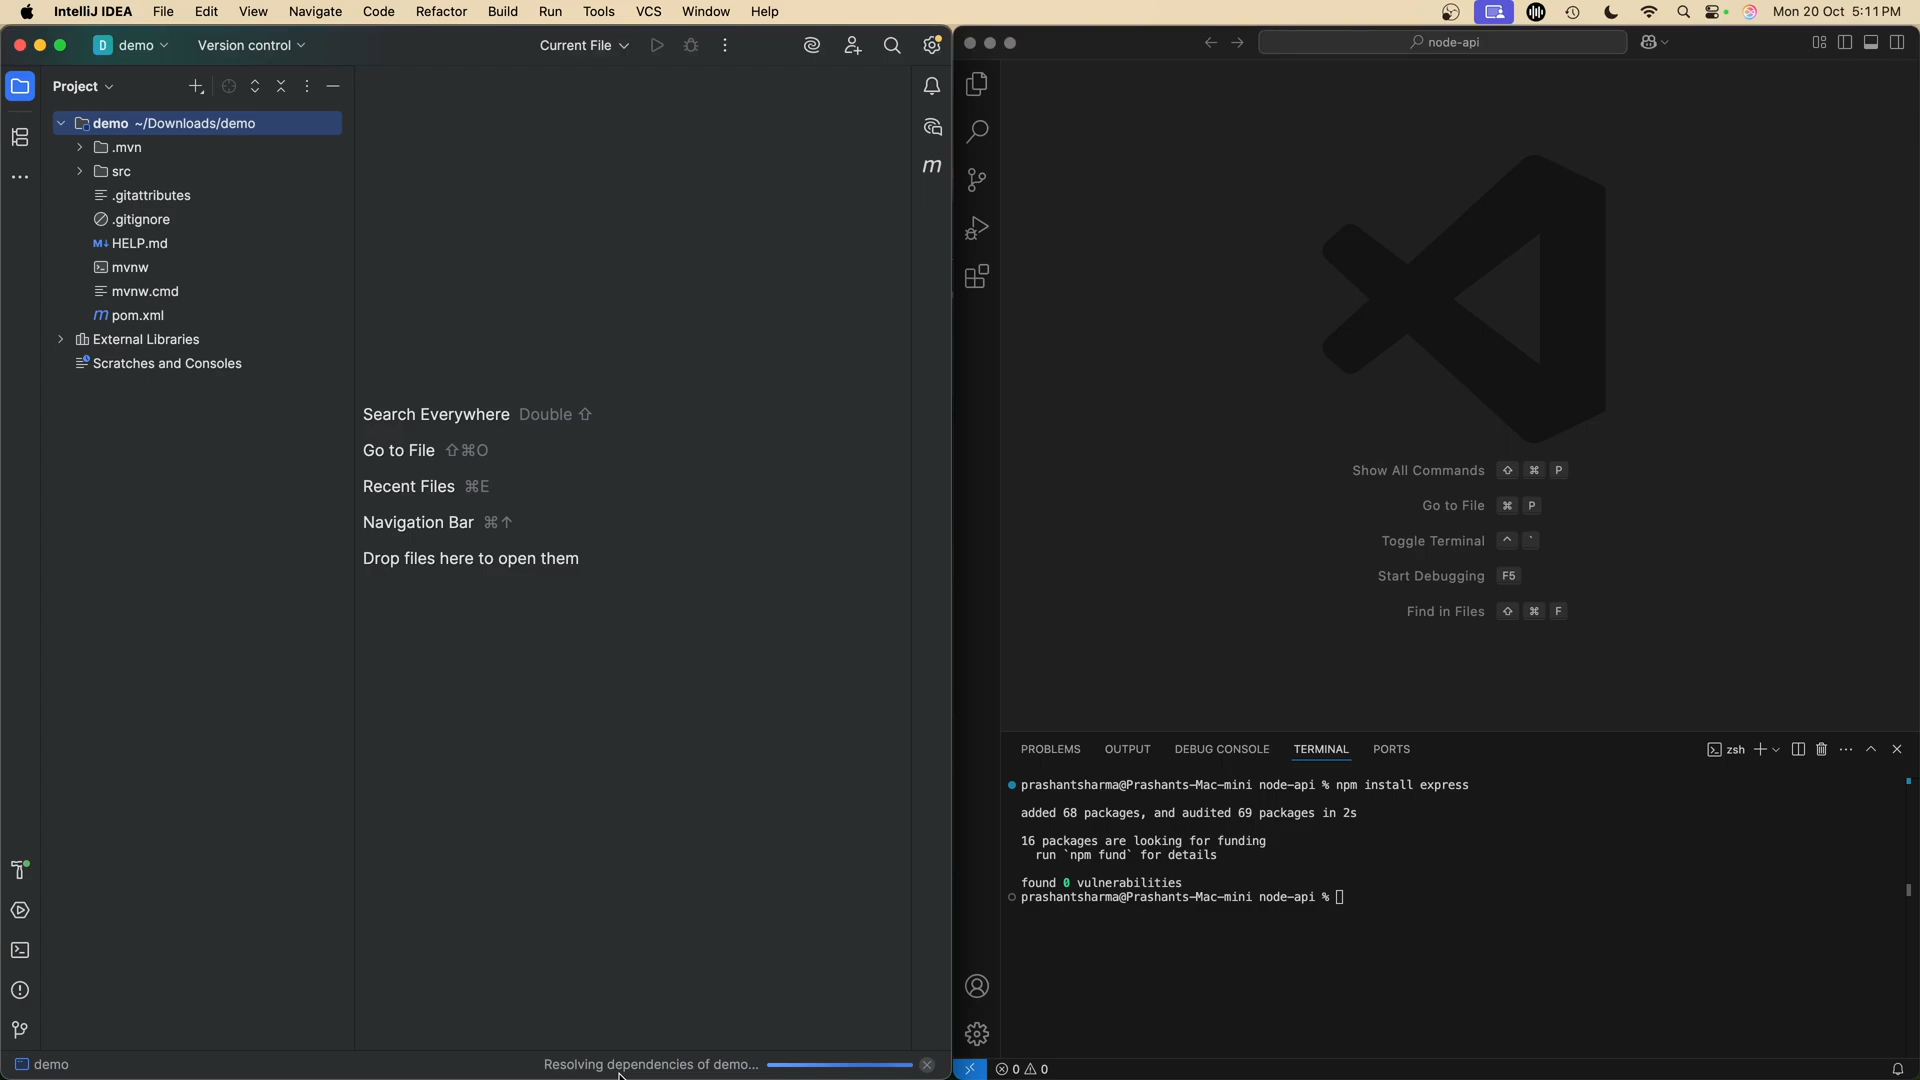 IntelliJ IDEA File Edit View Navigate Code Refactor Build Run Tools VCS Window Help Mon 20 Oct 5:11 PM
D demo Version control Current File
Project
demo ~/Downloads/demo
.mvn
src
.gitattributes
.gitignore
M↓ HELP.md
mvnw
mvnw.cmd
m pom.xml
External Libraries
Scratches and Consoles
Search Everywhere Double ⇧
Go to File ⇧⌘O
Recent Files ⌘E
Navigation Bar ⌘↑
Drop files here to open them
m
demo
Resolving dependencies of demo...
node-api
Show All Commands ⇧ ⌘ P
Go to File ⌘ P
Toggle Terminal ^ `
Start Debugging F5
Find in Files ⇧ ⌘ F
PROBLEMS OUTPUT DEBUG CONSOLE TERMINAL PORTS zsh
prashantsharma@Prashants-Mac-mini node-api % npm install express
added 68 packages, and audited 69 packages in 2s
16 packages are looking for funding
run `npm fund` for details
found 0 vulnerabilities
prashantsharma@Prashants-Mac-mini node-api %
0 0